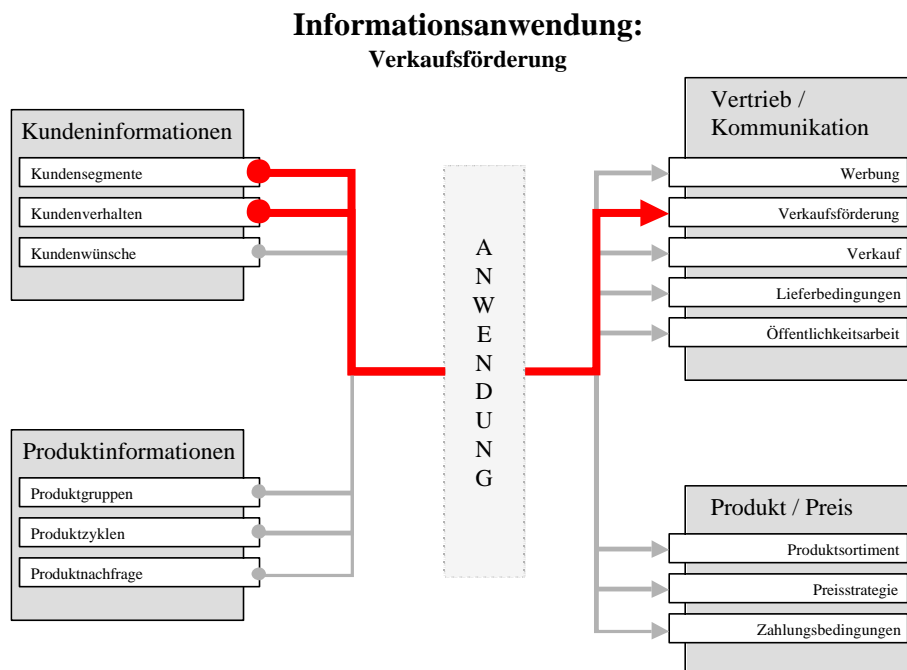 Informationsanwendung:
Verkaufsförderung
Kundeninformationen
Kundensegmente
Kundenverhalten
Kundenwünsche
Produktinformationen
Produktgruppen
Produktzyklen
Produktnachfrage
ANWENDUNG
Vertrieb /
Kommunikation
Werbung
Verkaufsförderung
Verkauf
Lieferbedingungen
Öffentlichkeitsarbeit
Produkt / Preis
Produktsortiment
Preisstrategie
Zahlungsbedingungen